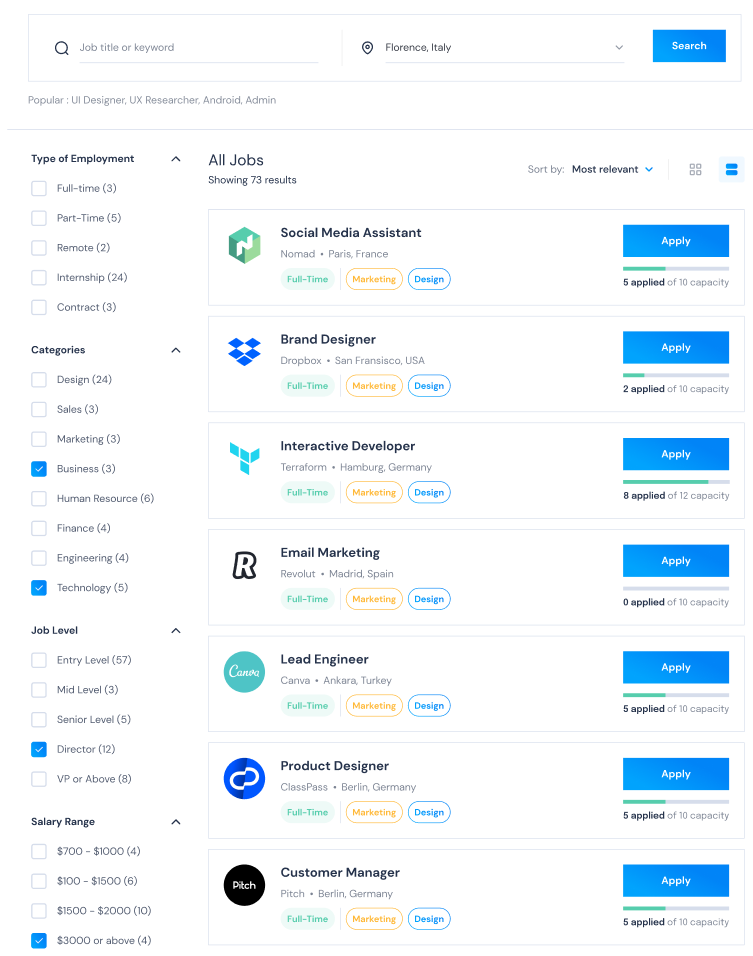 Job title or keyword
Florence, Italy
Search
Popular : UI Designer, UX Researcher, Android, Admin
Type of Employment
Full-time (3)
Part-Time (5)
Remote (2)
Internship (24)
Contract (3)
Categories
Design (24)
Sales (3)
Marketing (3)
Business (3)
Human Resource (6)
Finance (4)
Engineering (4)
Technology (5)
Job Level
Entry Level (57)
Mid Level (3)
Senior Level (5)
Director (12)
VP or Above (8)
Salary Range
$700 - $1000 (4)
$100 - $1500 (6)
$1500 - $2000 (10)
$3000 or above (4)
All Jobs
Showing 73 results
Sort by: Most relevant
Social Media Assistant
Nomad • Paris, France
Full-Time Marketing Design
Apply
5 applied of 10 capacity
Brand Designer
Dropbox • San Fransisco, USA
Full-Time Marketing Design
Apply
2 applied of 10 capacity
Interactive Developer
Terraform • Hamburg, Germany
Full-Time Marketing Design
Apply
8 applied of 12 capacity
R
Email Marketing
Revolut • Madrid, Spain
Full-Time Marketing Design
Apply
0 applied of 10 capacity
Canva
Lead Engineer
Canva • Ankara, Turkey
Full-Time Marketing Design
Apply
5 applied of 10 capacity
Product Designer
ClassPass • Berlin, Germany
Full-Time Marketing Design
Apply
5 applied of 10 capacity
Pitch
Customer Manager
Pitch • Berlin, Germany
Full-Time Marketing Design
Apply
5 applied of 10 capacity